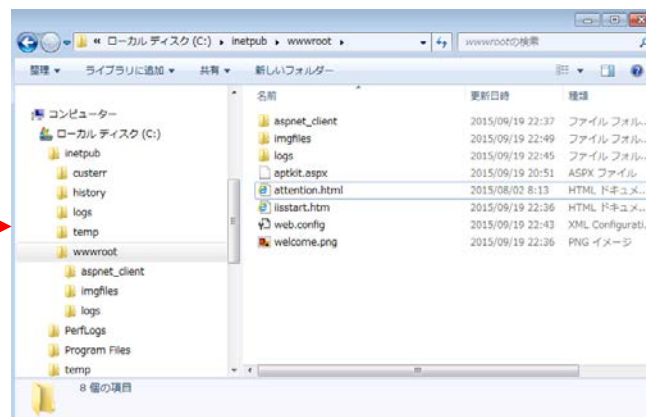 « ローカル ディスク (C:) ▸ inetpub ▸ wwwroot ▸
wwwrootの検索
整理 ▼ ライブラリに追加 ▼ 共有 ▼ 新しいフォルダー
コンピューター
ローカル ディスク (C:)
inetpub
custerr
history
logs
temp
wwwroot
aspnet_client
imgfiles
logs
PerfLogs
Program Files
temp
名前 更新日時 種類
aspnet_client 2015/09/19 22:37 ファイル フォル...
imgfiles 2015/09/19 22:49 ファイル フォル...
logs 2015/09/19 22:45 ファイル フォル...
aptkit.aspx 2015/09/19 20:51 ASPX ファイル
attention.html 2015/08/02 8:13 HTML ドキュメ...
iisstart.htm 2015/09/19 22:36 HTML ドキュメ...
web.config 2015/09/19 22:43 XML Configurati...
welcome.png 2015/09/19 22:36 PNG イメージ
8 個の項目